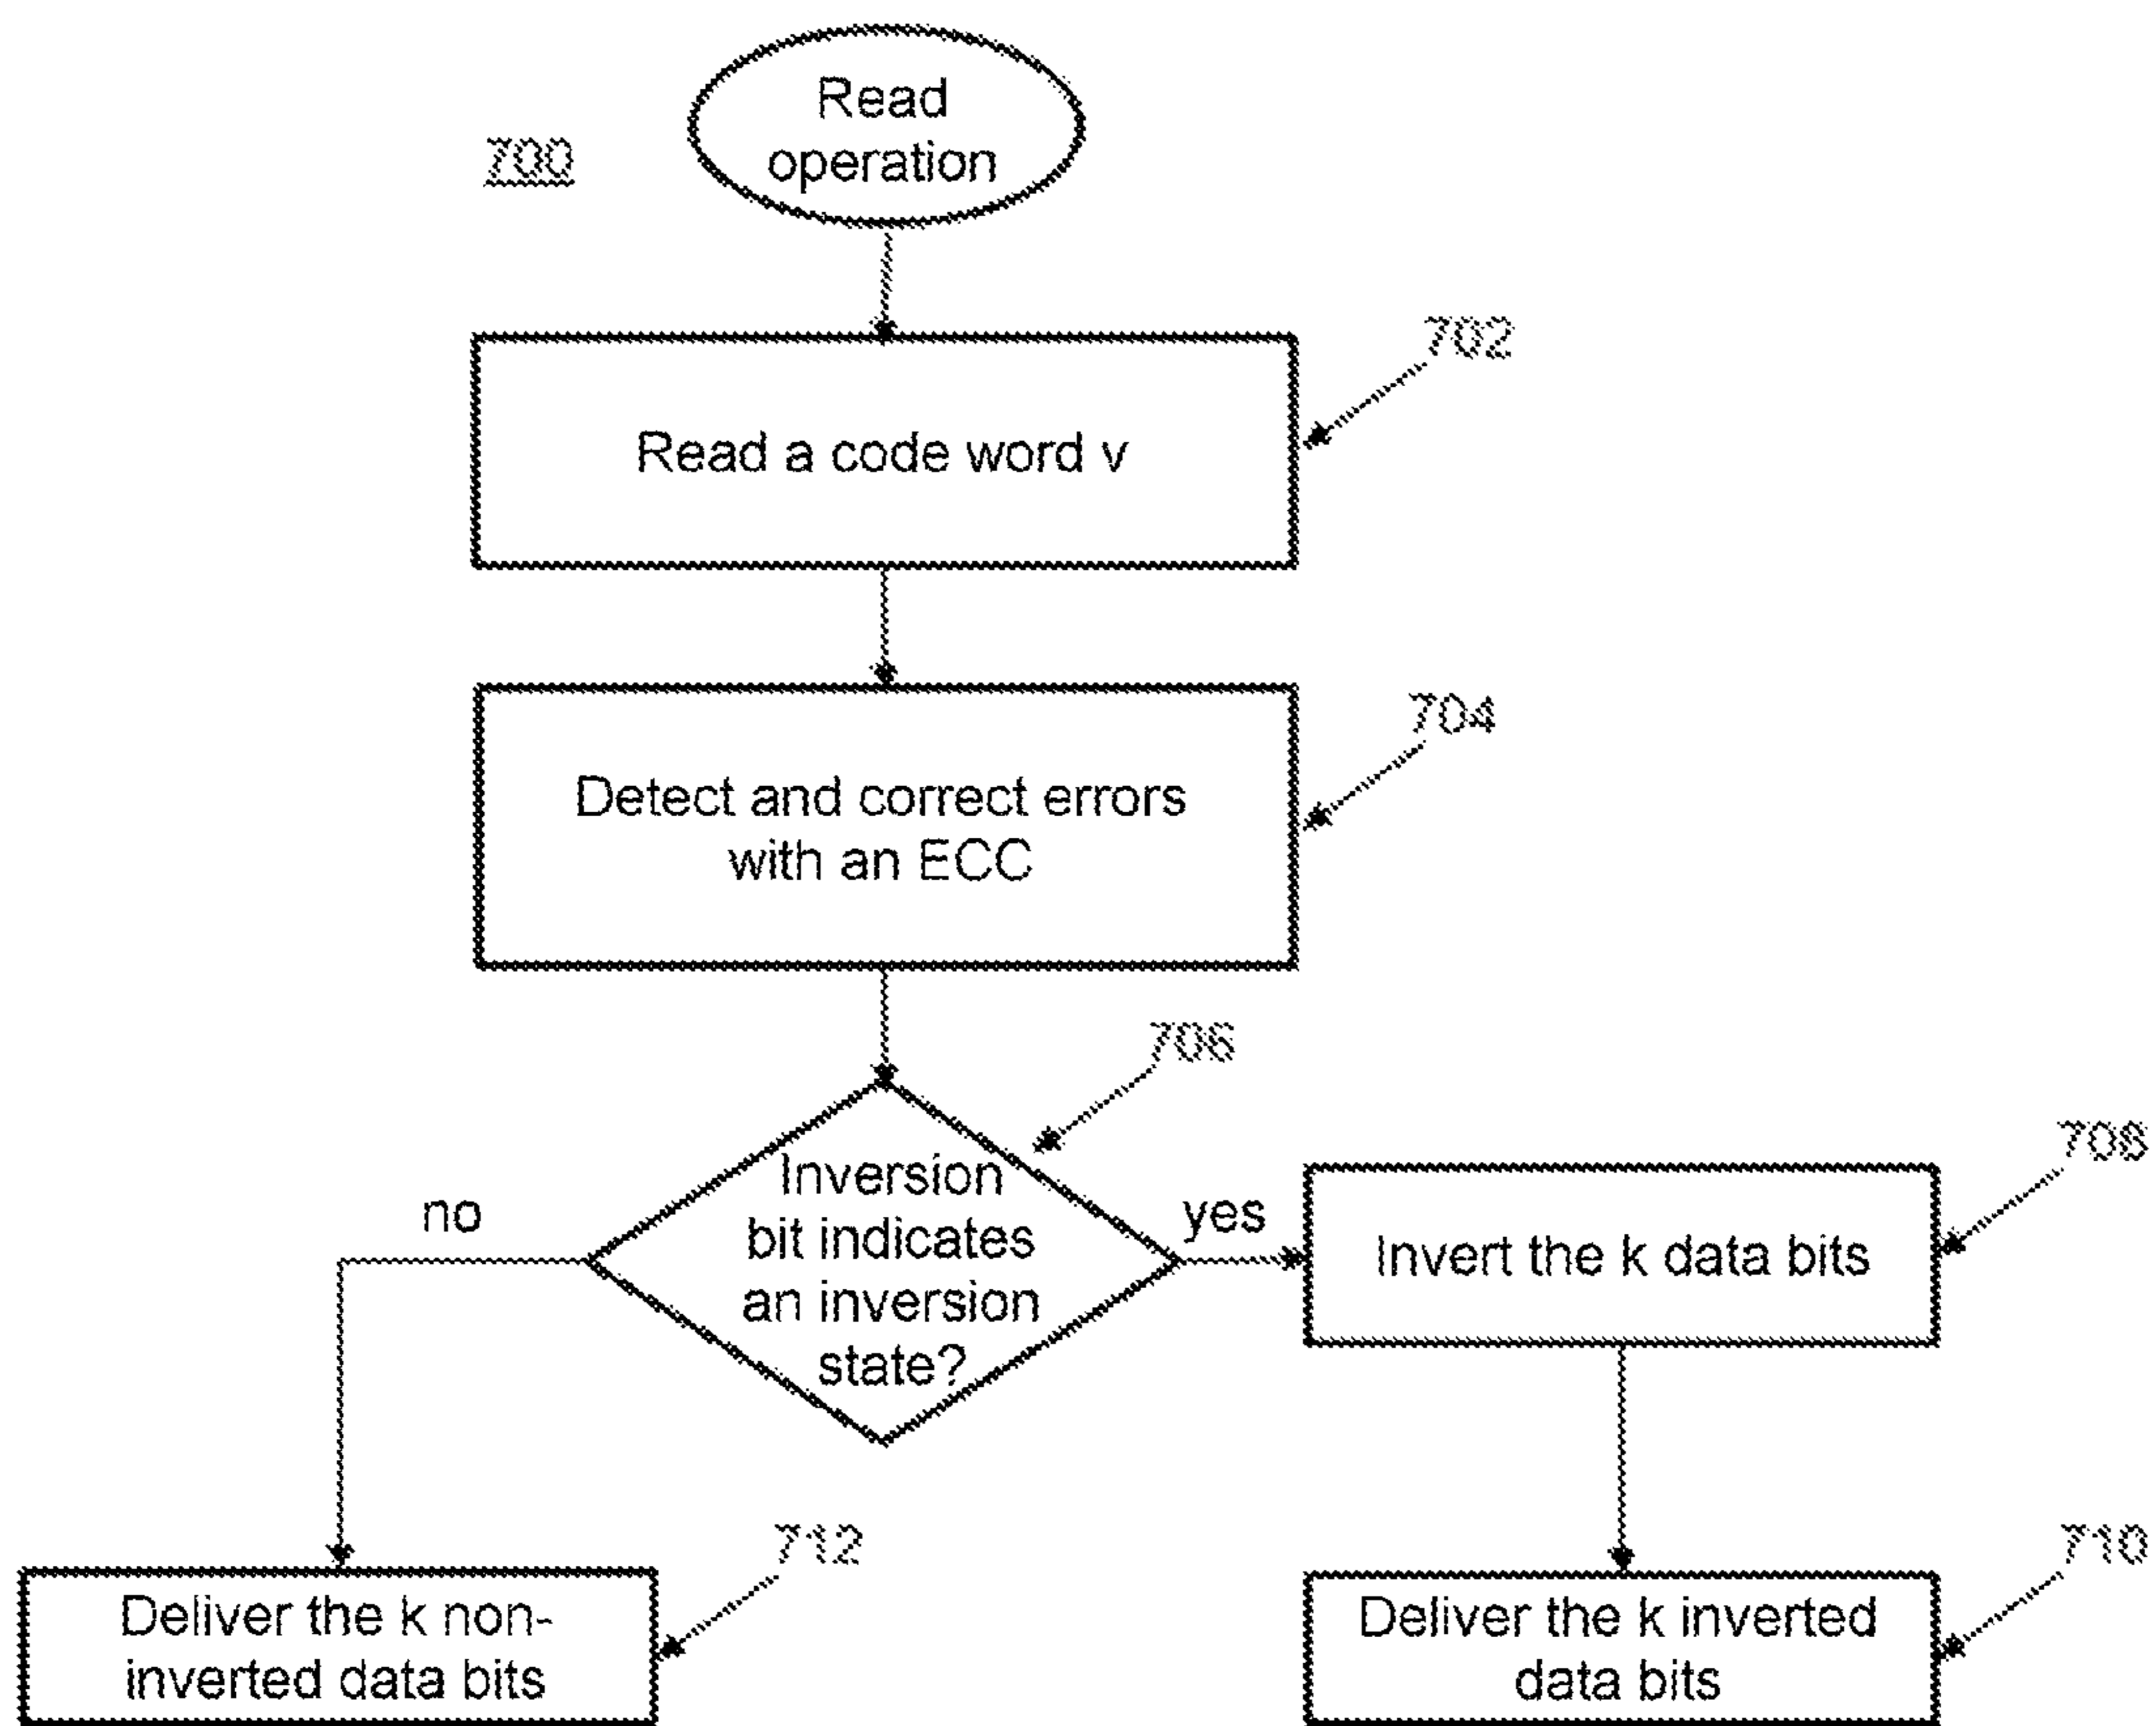 Read
operation
700
702
Read a code word v
704
Detect and correct errors
with an ECC
706
Inversion
bit indicates
an inversion
state?
no
yes
708
Invert the k data bits
712
Deliver the k non-
inverted data bits
710
Deliver the k inverted
data bits